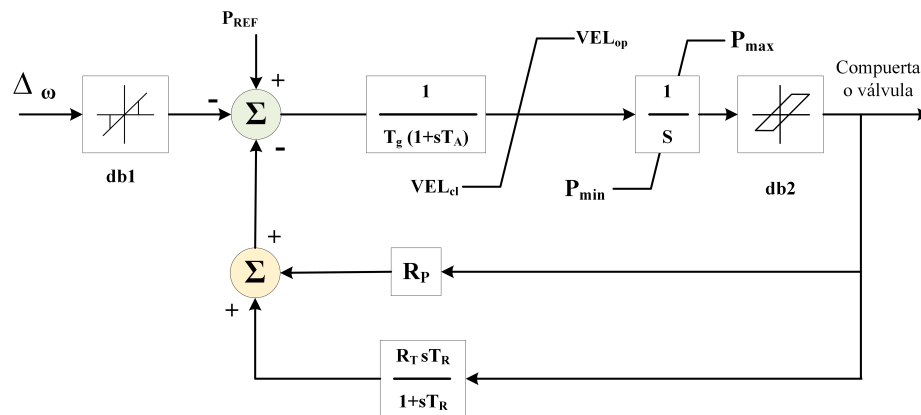 P_REF
VEL_op
P_max
Compuerta
o válvula
Δ ω
-
+
Σ
-
1
T_g (1+sT_A)
1
S
db1
VEL_cl
P_min
db2
+
Σ
+
R_P
R_T sT_R
1+sT_R